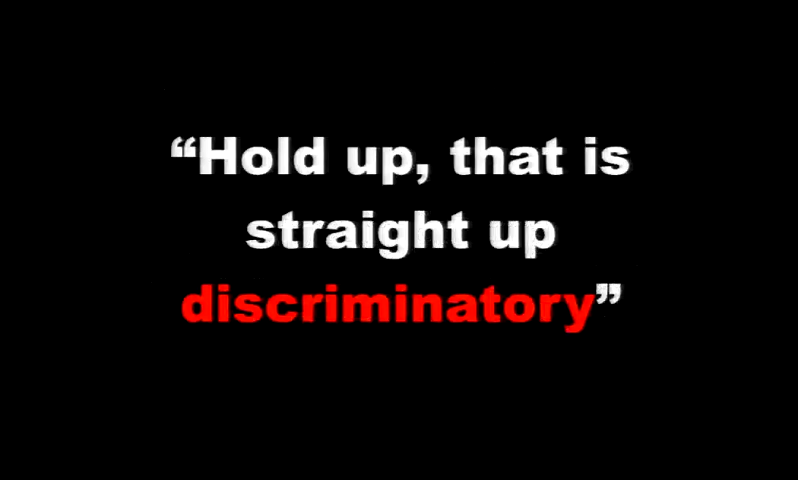 “Hold up, that is
straight up
discriminatory”